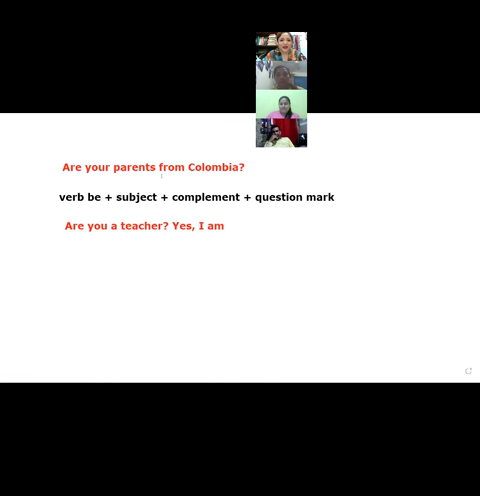 Are your parents from Colombia?
verb be + subject + complement + question mark
Are you a teacher? Yes, I am